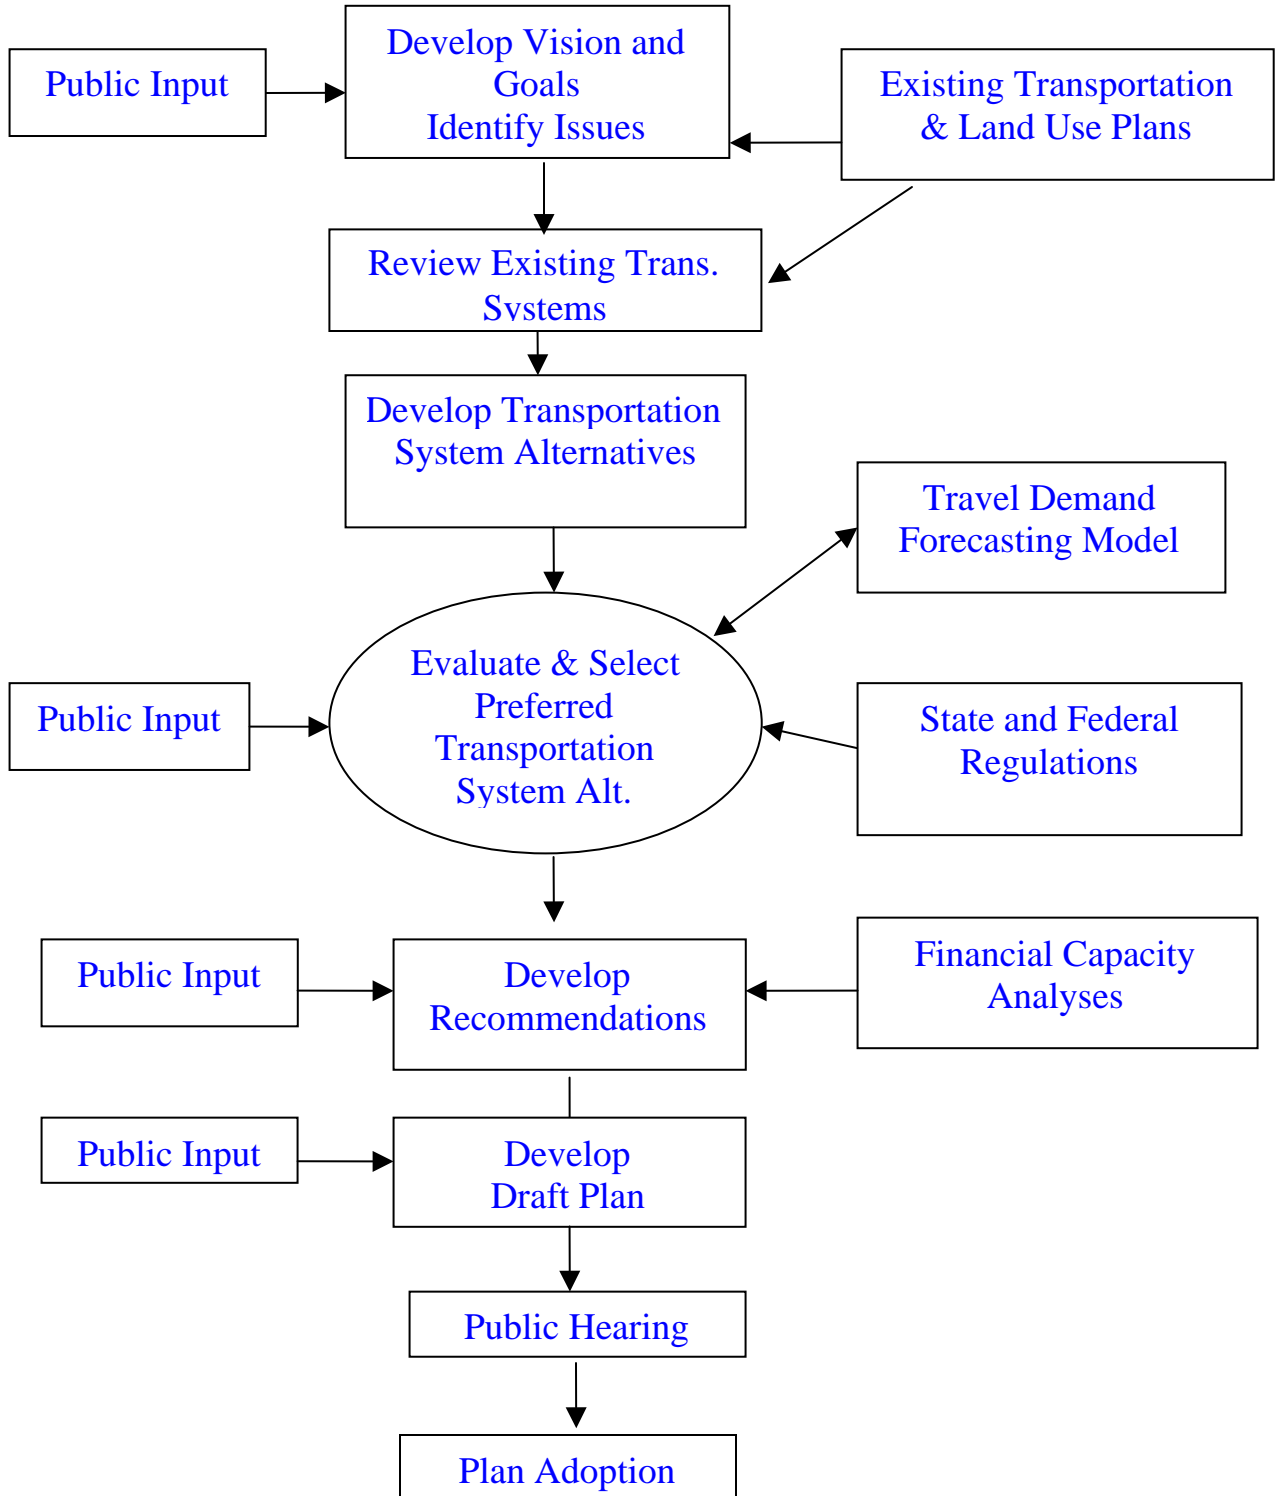 Public Input
Develop Vision and
Goals
Identify Issues
Existing Transportation
& Land Use Plans
Review Existing Trans.
Systems
Develop Transportation
System Alternatives
Travel Demand
Forecasting Model
Public Input
Evaluate & Select
Preferred
Transportation
System Alt.
State and Federal
Regulations
Public Input
Develop
Recommendations
Financial Capacity
Analyses
Public Input
Develop
Draft Plan
Public Hearing
Plan Adoption